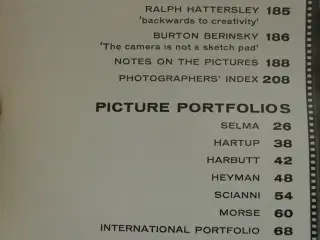 RALPH HATTERSLEY 185
'backwards to creativity'
BURTON BERINSKY 186
'The camera is not a sketch pad'
NOTES ON THE PICTURES 188
PHOTOGRAPHERS' INDEX 208
PICTURE PORTFOLIOS
SELMA 26
HARTUP 38
HARBUTT 42
HEYMAN 48
SCIANNI 54
MORSE 60
INTERNATIONAL PORTFOLIO 68